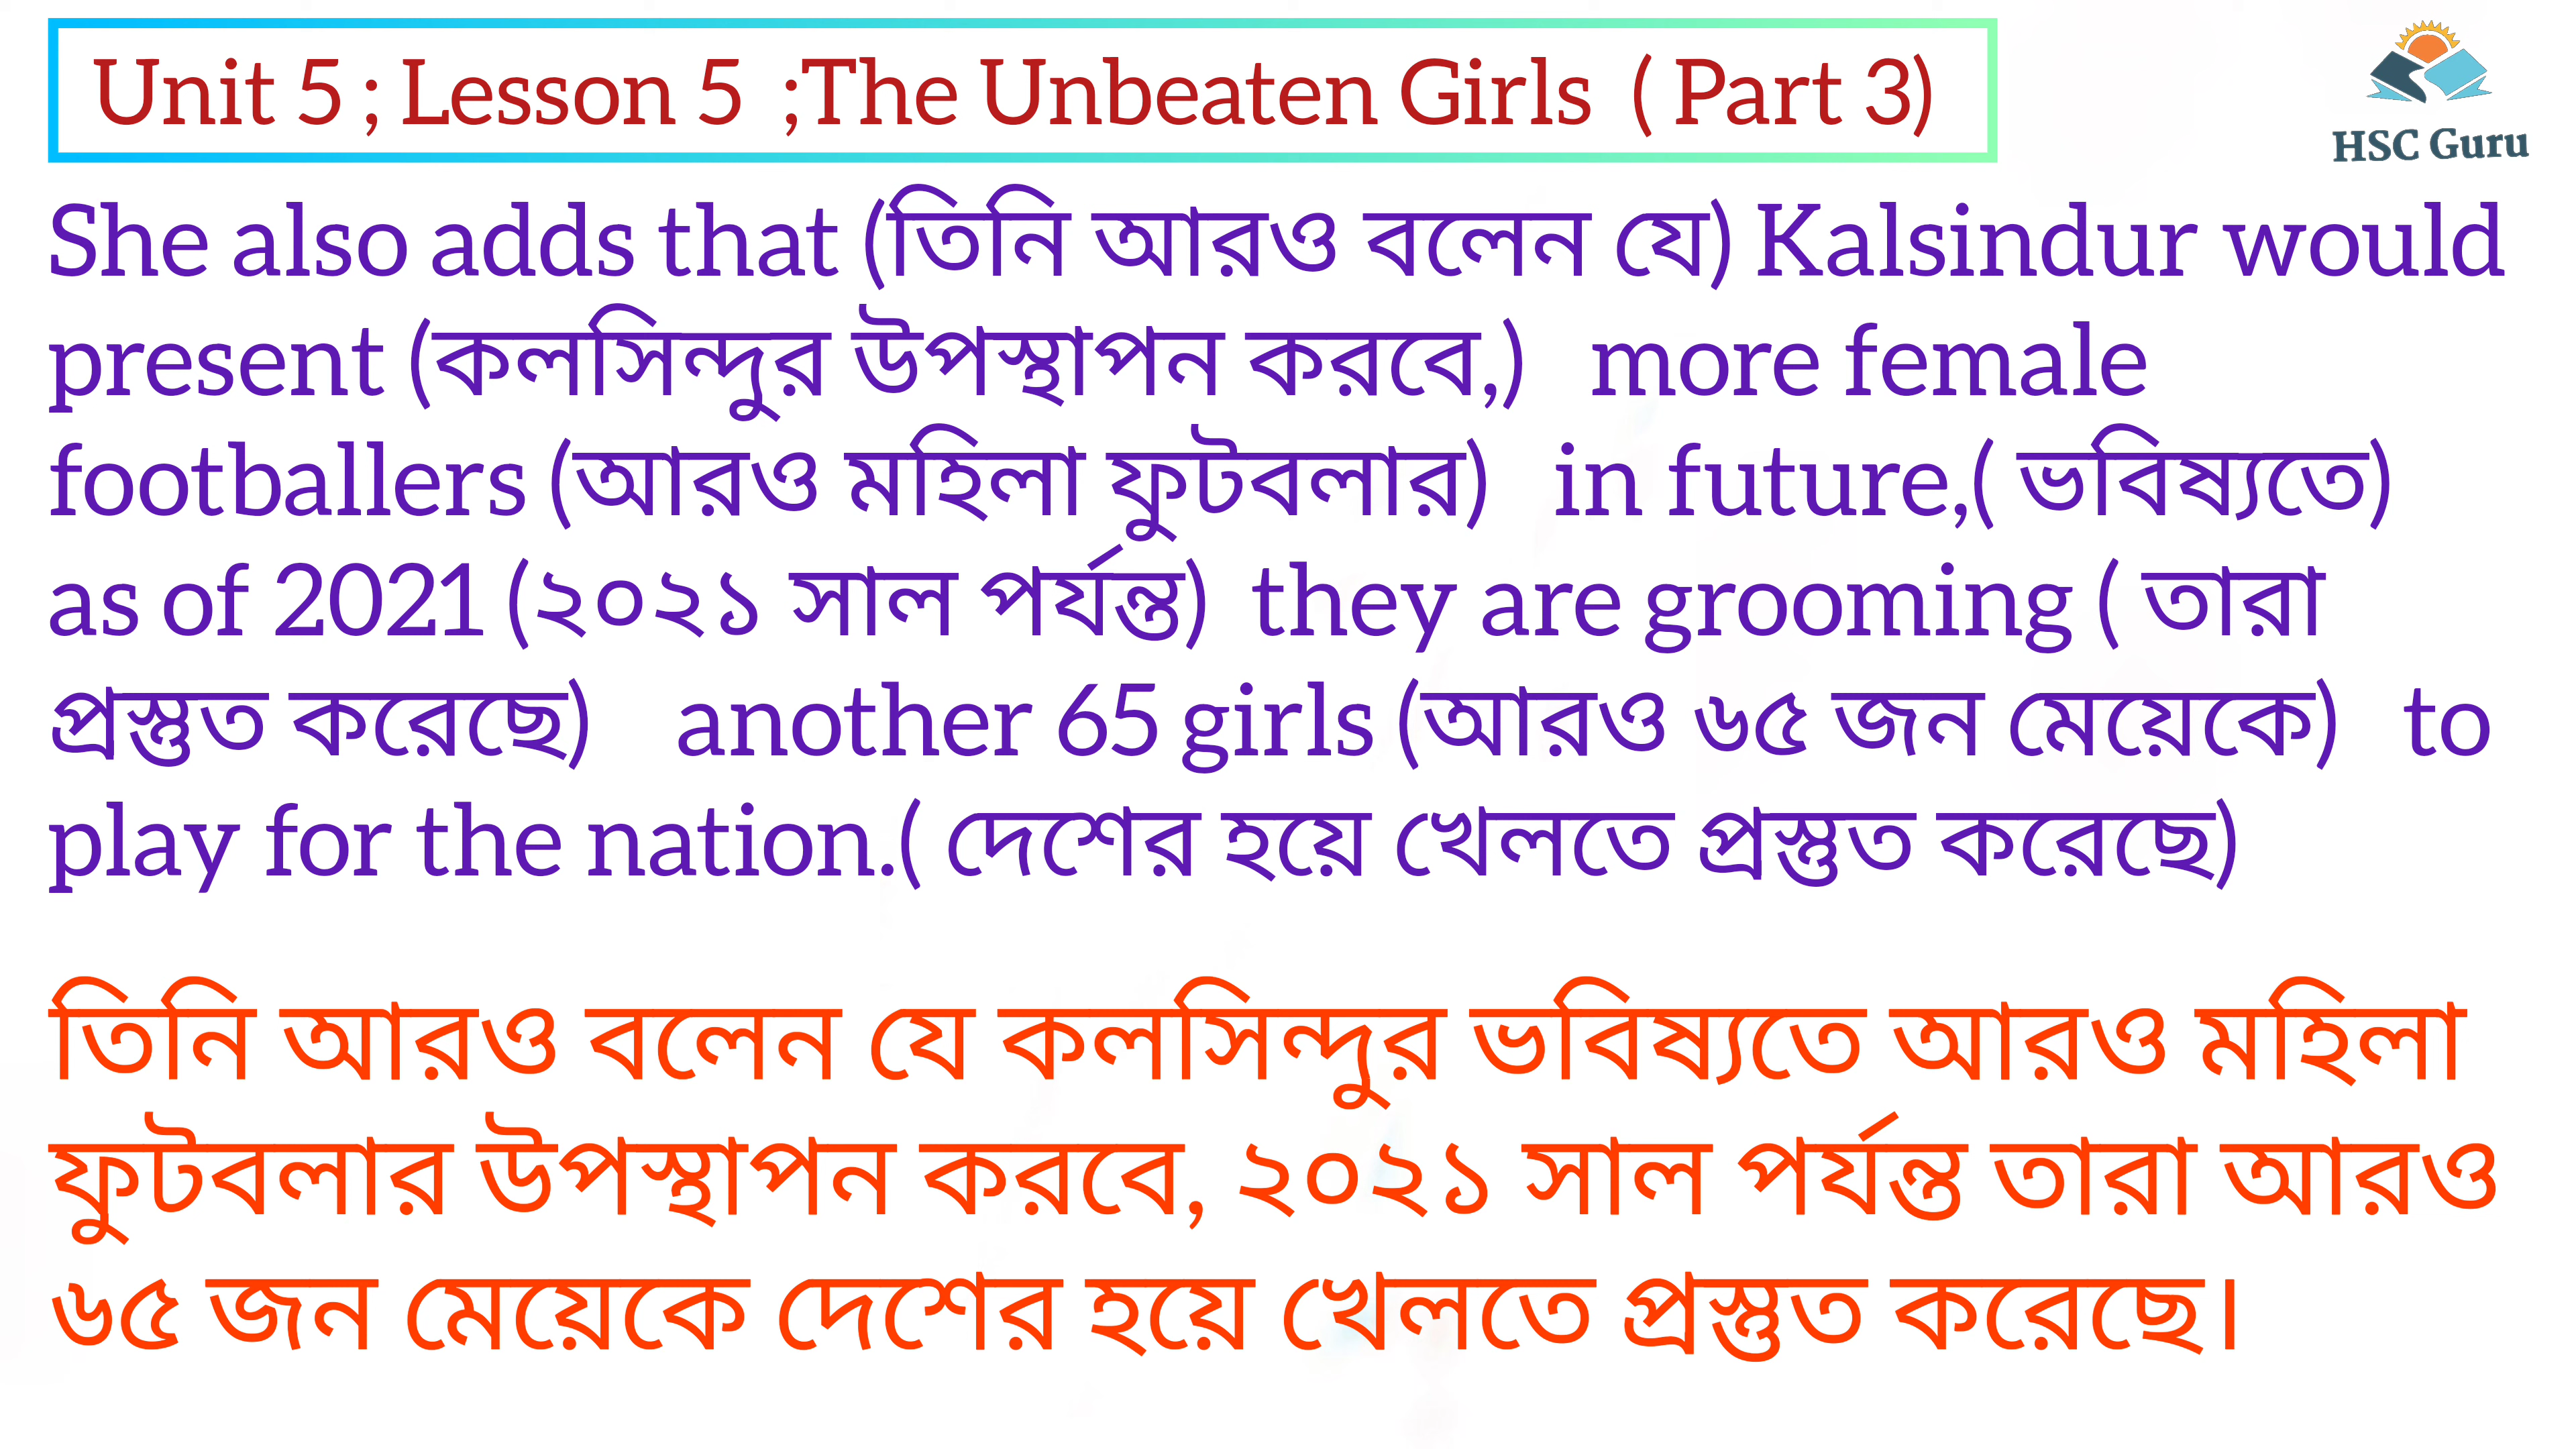 Unit 5 ; Lesson 5 ;The Unbeaten Girls ( Part 3)
HSC Guru
She also adds that (তিনি আরও বলেন যে) Kalsindur would
present (কলসিন্দুর উপস্থাপন করবে,) more female
footballers (আরও মহিলা ফুটবলার) in future,( ভবিষ্যতে)
as of 2021 (২০২১ সাল পর্যন্ত) they are grooming ( তারা
প্রস্তুত করেছে) another 65 girls (আরও ৬৫ জন মেয়েকে) to
play for the nation.( দেশের হয়ে খেলতে প্রস্তুত করেছে)
তিনি আরও বলেন যে কলসিন্দুর ভবিষ্যতে আরও মহিলা
ফুটবলার উপস্থাপন করবে, ২০২১ সাল পর্যন্ত তারা আরও
৬৫ জন মেয়েকে দেশের হয়ে খেলতে প্রস্তুত করেছে।